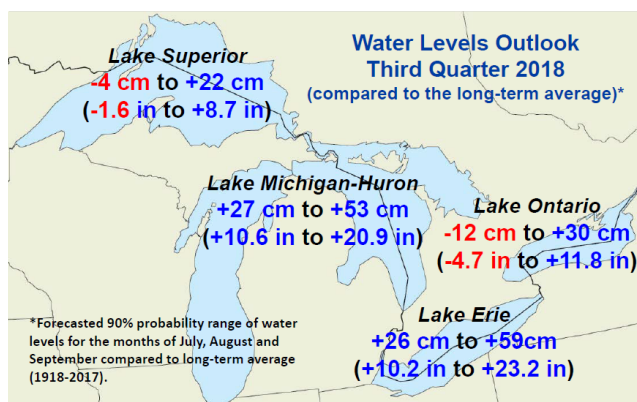 Water Levels Outlook
Third Quarter 2018
(compared to the long-term average)*
Lake Superior
-4 cm to +22 cm
(-1.6 in to +8.7 in)
Lake Michigan-Huron
+27 cm to +53 cm
(+10.6 in to +20.9 in)
Lake Ontario
-12 cm to +30 cm
(-4.7 in to +11.8 in)
Lake Erie
+26 cm to +59cm
(+10.2 in to +23.2 in)
*Forecasted 90% probability range of water
levels for the months of July, August and
September compared to long-term average
(1918-2017).